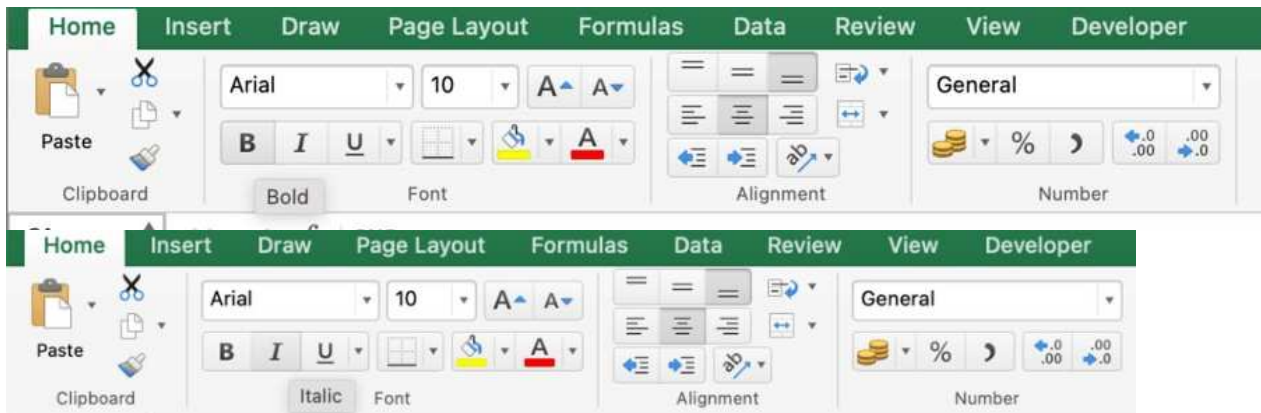 Home Insert Draw Page Layout Formulas Data Review View Developer
Arial 10 A A General
Paste B I U A ab % .0 .00 .00 .0
Clipboard Bold Font Alignment Number
Home Insert Draw Page Layout Formulas Data Review View Developer
Arial 10 A A General
Paste B I U A ab % .0 .00 .00 .0
Clipboard Italic Font Alignment Number